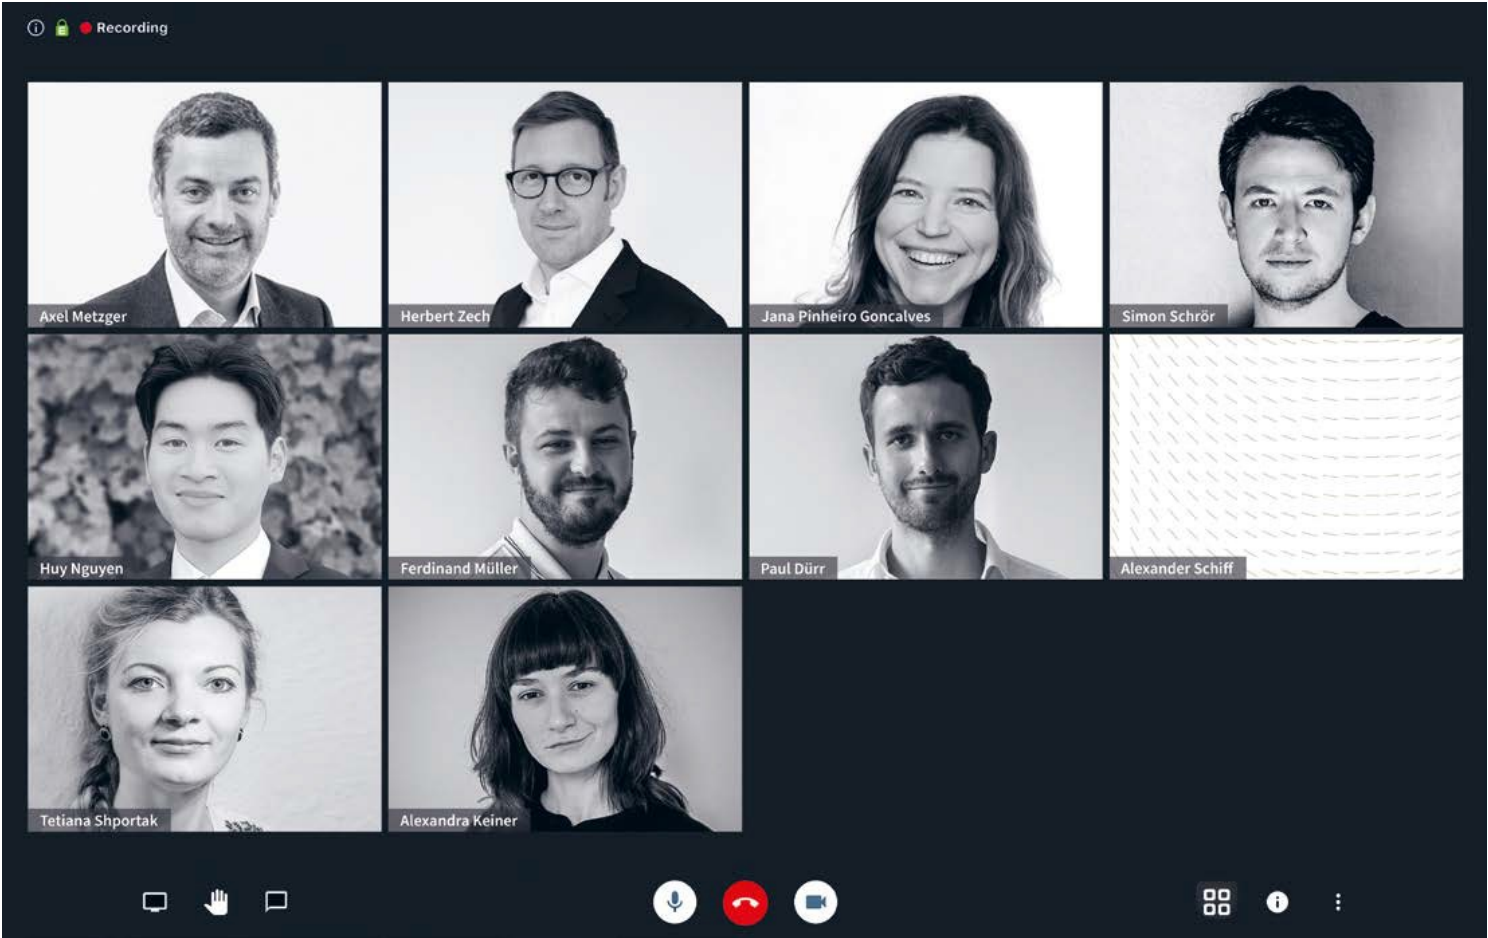 Recording
Axel Metzger
Herbert Zech
Jana Pinheiro Goncalves
Simon Schrör
Huy Nguyen
Ferdinand Müller
Paul Dürr
Alexander Schiff
Tetiana Shportak
Alexandra Keiner